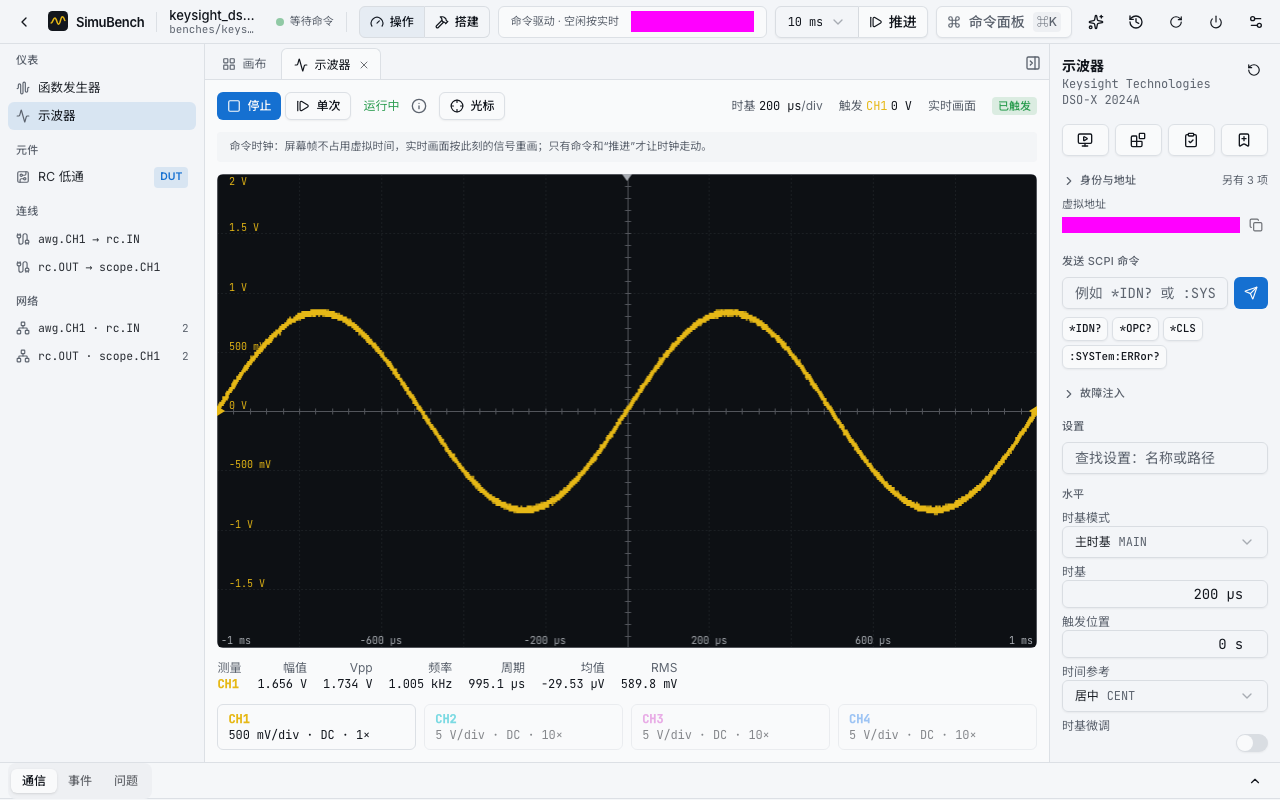 SimuBench
keysight_ds…
benches/keys…
等待命令
操作
搭建
命令驱动 · 空闲按实时
10 ms
推进
命令面板 ⌘K
仪表
函数发生器
示波器
元件
RC 低通 DUT
连线
awg.CH1 → rc.IN
rc.OUT → scope.CH1
网络
awg.CH1 · rc.IN 2
rc.OUT · scope.CH1 2
画布
示波器
停止
单次
运行中
光标
时基 200 µs/div
触发 CH1 0 V
实时画面
已触发
命令时钟：屏幕帧不占用虚拟时间，实时画面按此刻的信号重画；只有命令和“推进”才让时钟走动。
2 V
1.5 V
1 V
500 mV
0 V
-500 mV
-1 V
-1.5 V
-1 ms -600 µs -200 µs 200 µs 600 µs 1 ms
测量 幅值 Vpp 频率 周期 均值 RMS
CH1 1.656 V 1.734 V 1.005 kHz 995.1 µs -29.53 µV 589.8 mV
CH1
500 mV/div · DC · 1×
CH2
5 V/div · DC · 10×
CH3
5 V/div · DC · 10×
CH4
5 V/div · DC · 10×
示波器
Keysight Technologies
DSO-X 2024A
身份与地址 另有 3 项
虚拟地址
发送 SCPI 命令
例如 *IDN? 或 :SYS
*IDN? *OPC? *CLS
:SYSTem:ERRor?
故障注入
设置
查找设置：名称或路径
水平
时基模式
主时基 MAIN
时基
200 µs
触发位置
0 s
时间参考
居中 CENT
时基微调
通信 事件 问题